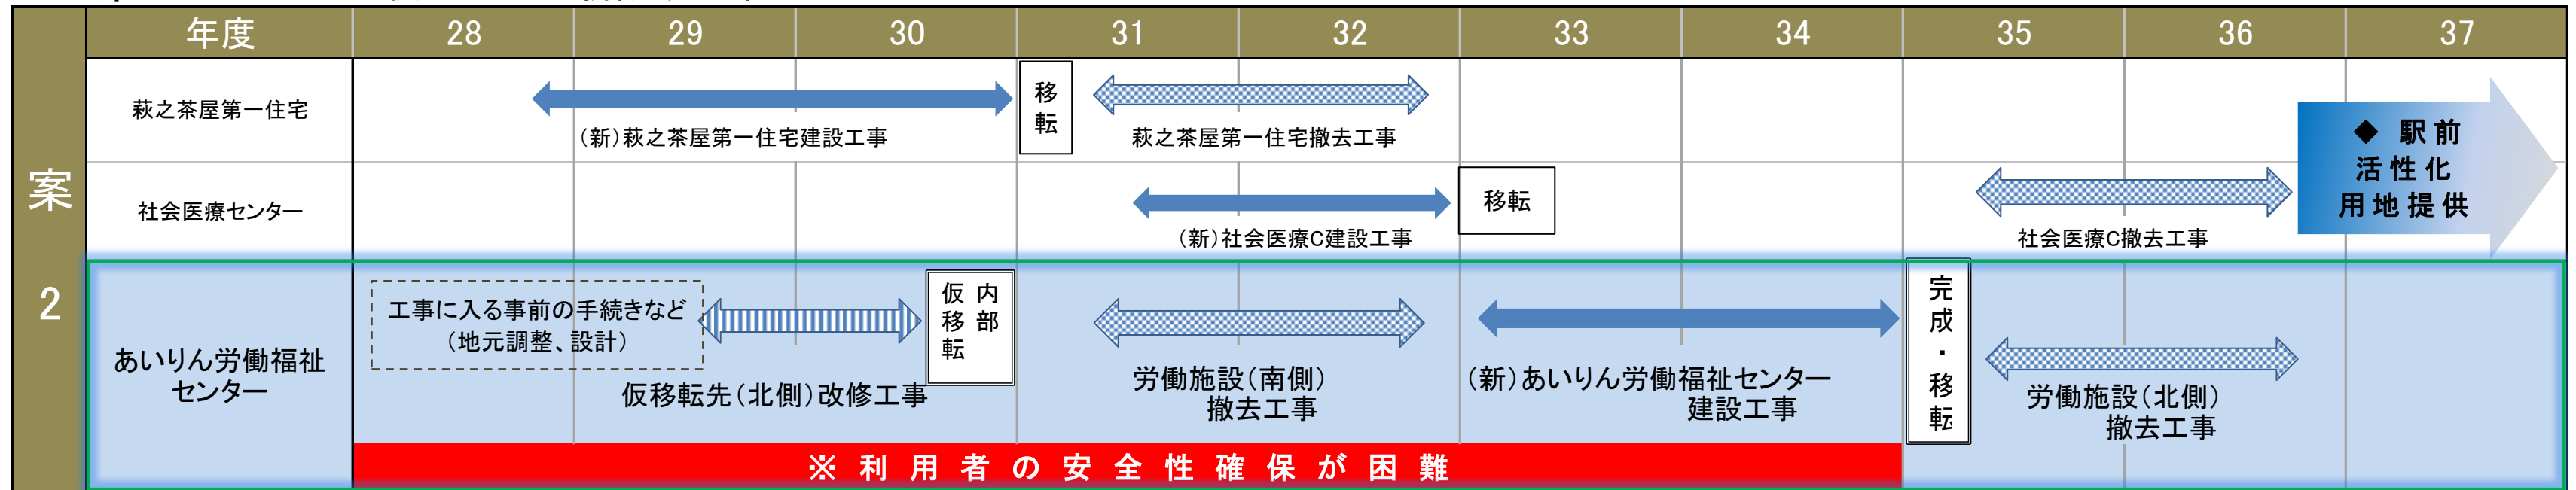 年度 28 29 30 31 32 33 34 35 36 37
案
2
萩之茶屋第一住宅
(新)萩之茶屋第一住宅建設工事
移転
萩之茶屋第一住宅撤去工事
◆ 駅前
活性化
用地提供
社会医療センター
(新)社会医療C建設工事
移転
社会医療C撤去工事
あいりん労働福祉
センター
工事に入る事前の手続きなど
(地元調整、設計)
仮移転先(北側)改修工事
内部
仮移転
労働施設(南側)
撤去工事
(新)あいりん労働福祉センター
建設工事
完成・移転
労働施設(北側)
撤去工事
※利用者の安全性確保が困難